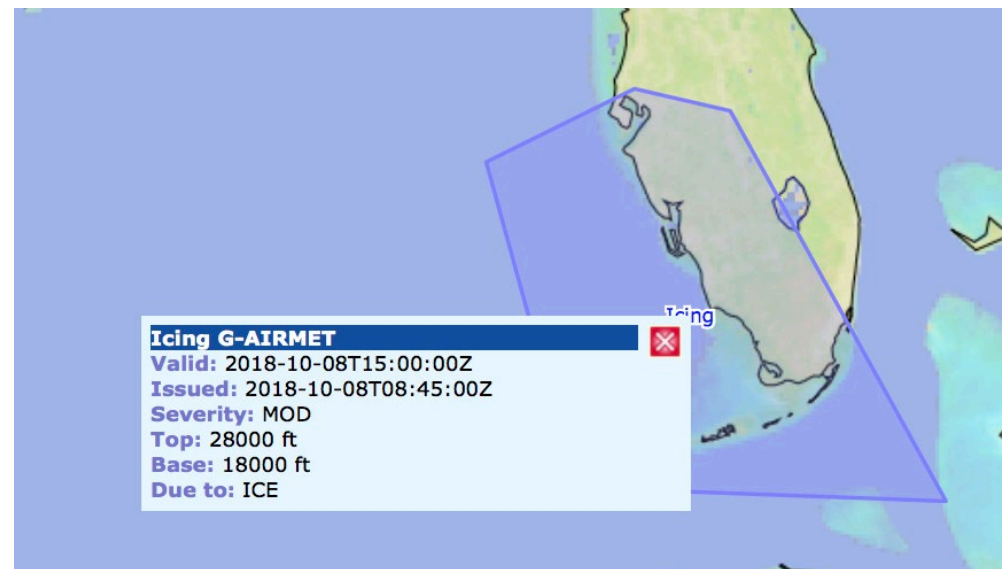 Icing
Icing G-AIRMET
Valid: 2018-10-08T15:00:00Z
Issued: 2018-10-08T08:45:00Z
Severity: MOD
Top: 28000 ft
Base: 18000 ft
Due to: ICE